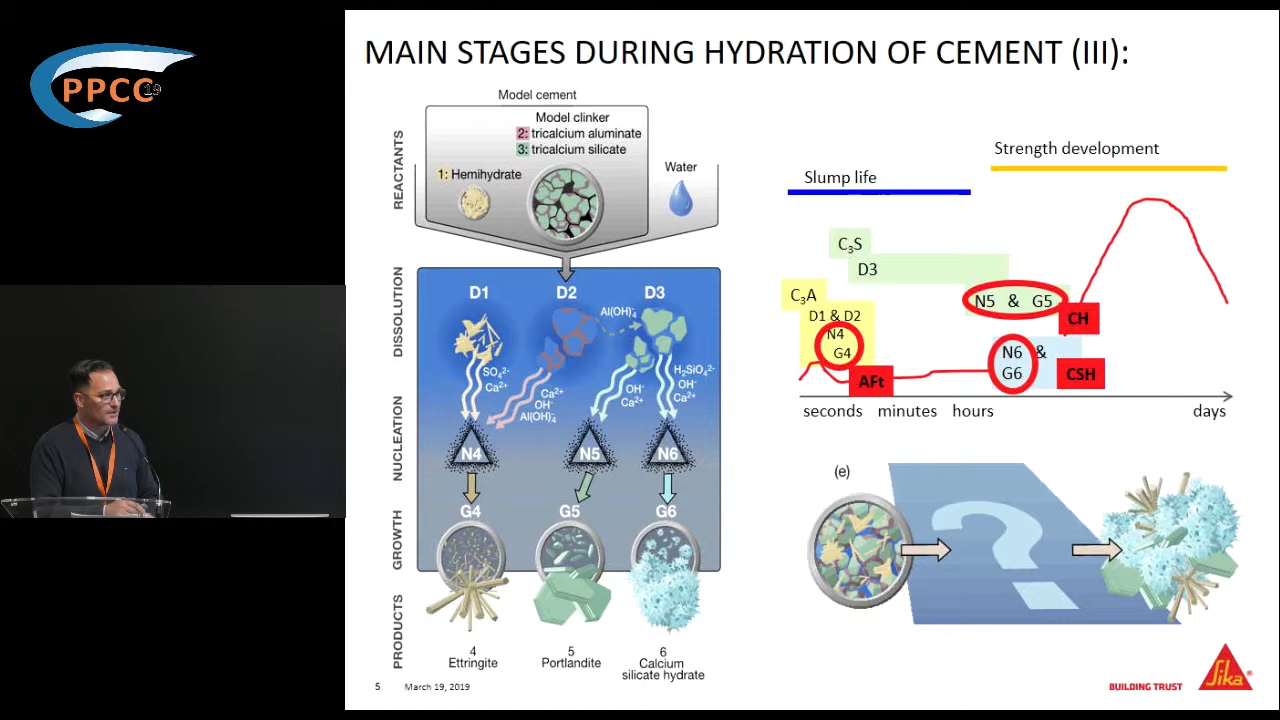 PPCC 19
MAIN STAGES DURING HYDRATION OF CEMENT (III):
Model cement
Model clinker
2: tricalcium aluminate
3: tricalcium silicate
1: Hemihydrate
Water
REACTANTS
DISSOLUTION
D1
D2
D3
Al(OH)₄⁻
SO₄²⁻
Ca²⁺
Ca²⁺
OH⁻
Al(OH)₄⁻
OH⁻
Ca²⁺
H₂SiO₄²⁻
OH⁻
Ca²⁺
NUCLEATION
N4
N5
N6
GROWTH
G4
G5
G6
PRODUCTS
4
Ettringite
5
Portlandite
6
Calcium
silicate hydrate
Strength development
Slump life
C₃S
D3
C₃A
D1 & D2
N4
G4
N5 & G5
CH
N6 &
G6
AFt
CSH
seconds minutes hours days
(e)
?
5 March 19, 2019
BUILDING TRUST
Sika®